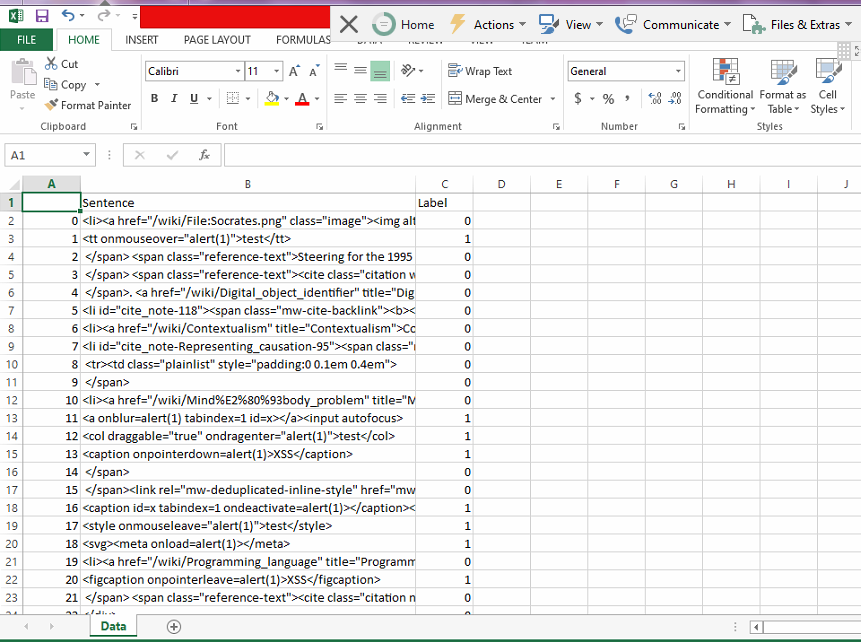 Home Actions View Communicate Files & Extras
FILE HOME INSERT PAGE LAYOUT FORMULAS
Cut Calibri 11 Wrap Text General
Copy
Paste Format Painter B I U Merge & Center $ % , Conditional Format as Cell
Formatting Table Styles
Clipboard Font Alignment Number Styles
A1 fx
A B C D E F G H I J
1 Sentence Label
2 0 <li><a href="/wiki/File:Socrates.png" class="image"><img alt 0
3 1 <tt onmouseover="alert(1)">test</tt> 1
4 2 </span> <span class="reference-text">Steering for the 1995 0
5 3 </span> <span class="reference-text"><cite class="citation w 0
6 4 </span>. <a href="/wiki/Digital_object_identifier" title="Dig 0
7 5 <li id="cite_note-118"><span class="mw-cite-backlink"><b>< 0
8 6 <li><a href="/wiki/Contextualism" title="Contextualism">Co 0
9 7 <li id="cite_note-Representing_causation-95"><span class="r 0
10 8 <tr><td class="plainlist" style="padding:0 0.1em 0.4em"> 0
11 9 </span> 0
12 10 <li><a href="/wiki/Mind%E2%80%93body_problem" title="M 0
13 11 <a onblur=alert(1) tabindex=1 id=x></a><input autofocus> 1
14 12 <col draggable="true" ondragenter="alert(1)">test</col> 1
15 13 <caption onpointerdown=alert(1)>XSS</caption> 1
16 14 </span> 0
17 15 </span><link rel="mw-deduplicated-inline-style" href="mw 0
18 16 <caption id=x tabindex=1 ondeactivate=alert(1)></caption>< 1
19 17 <style onmouseleave="alert(1)">test</style> 1
20 18 <svg><meta onload=alert(1)></meta> 1
21 19 <li><a href="/wiki/Programming_language" title="Programm 0
22 20 <figcaption onpointerleave=alert(1)>XSS</figcaption> 1
23 21 </span> <span class="reference-text"><cite class="citation n 0
Data